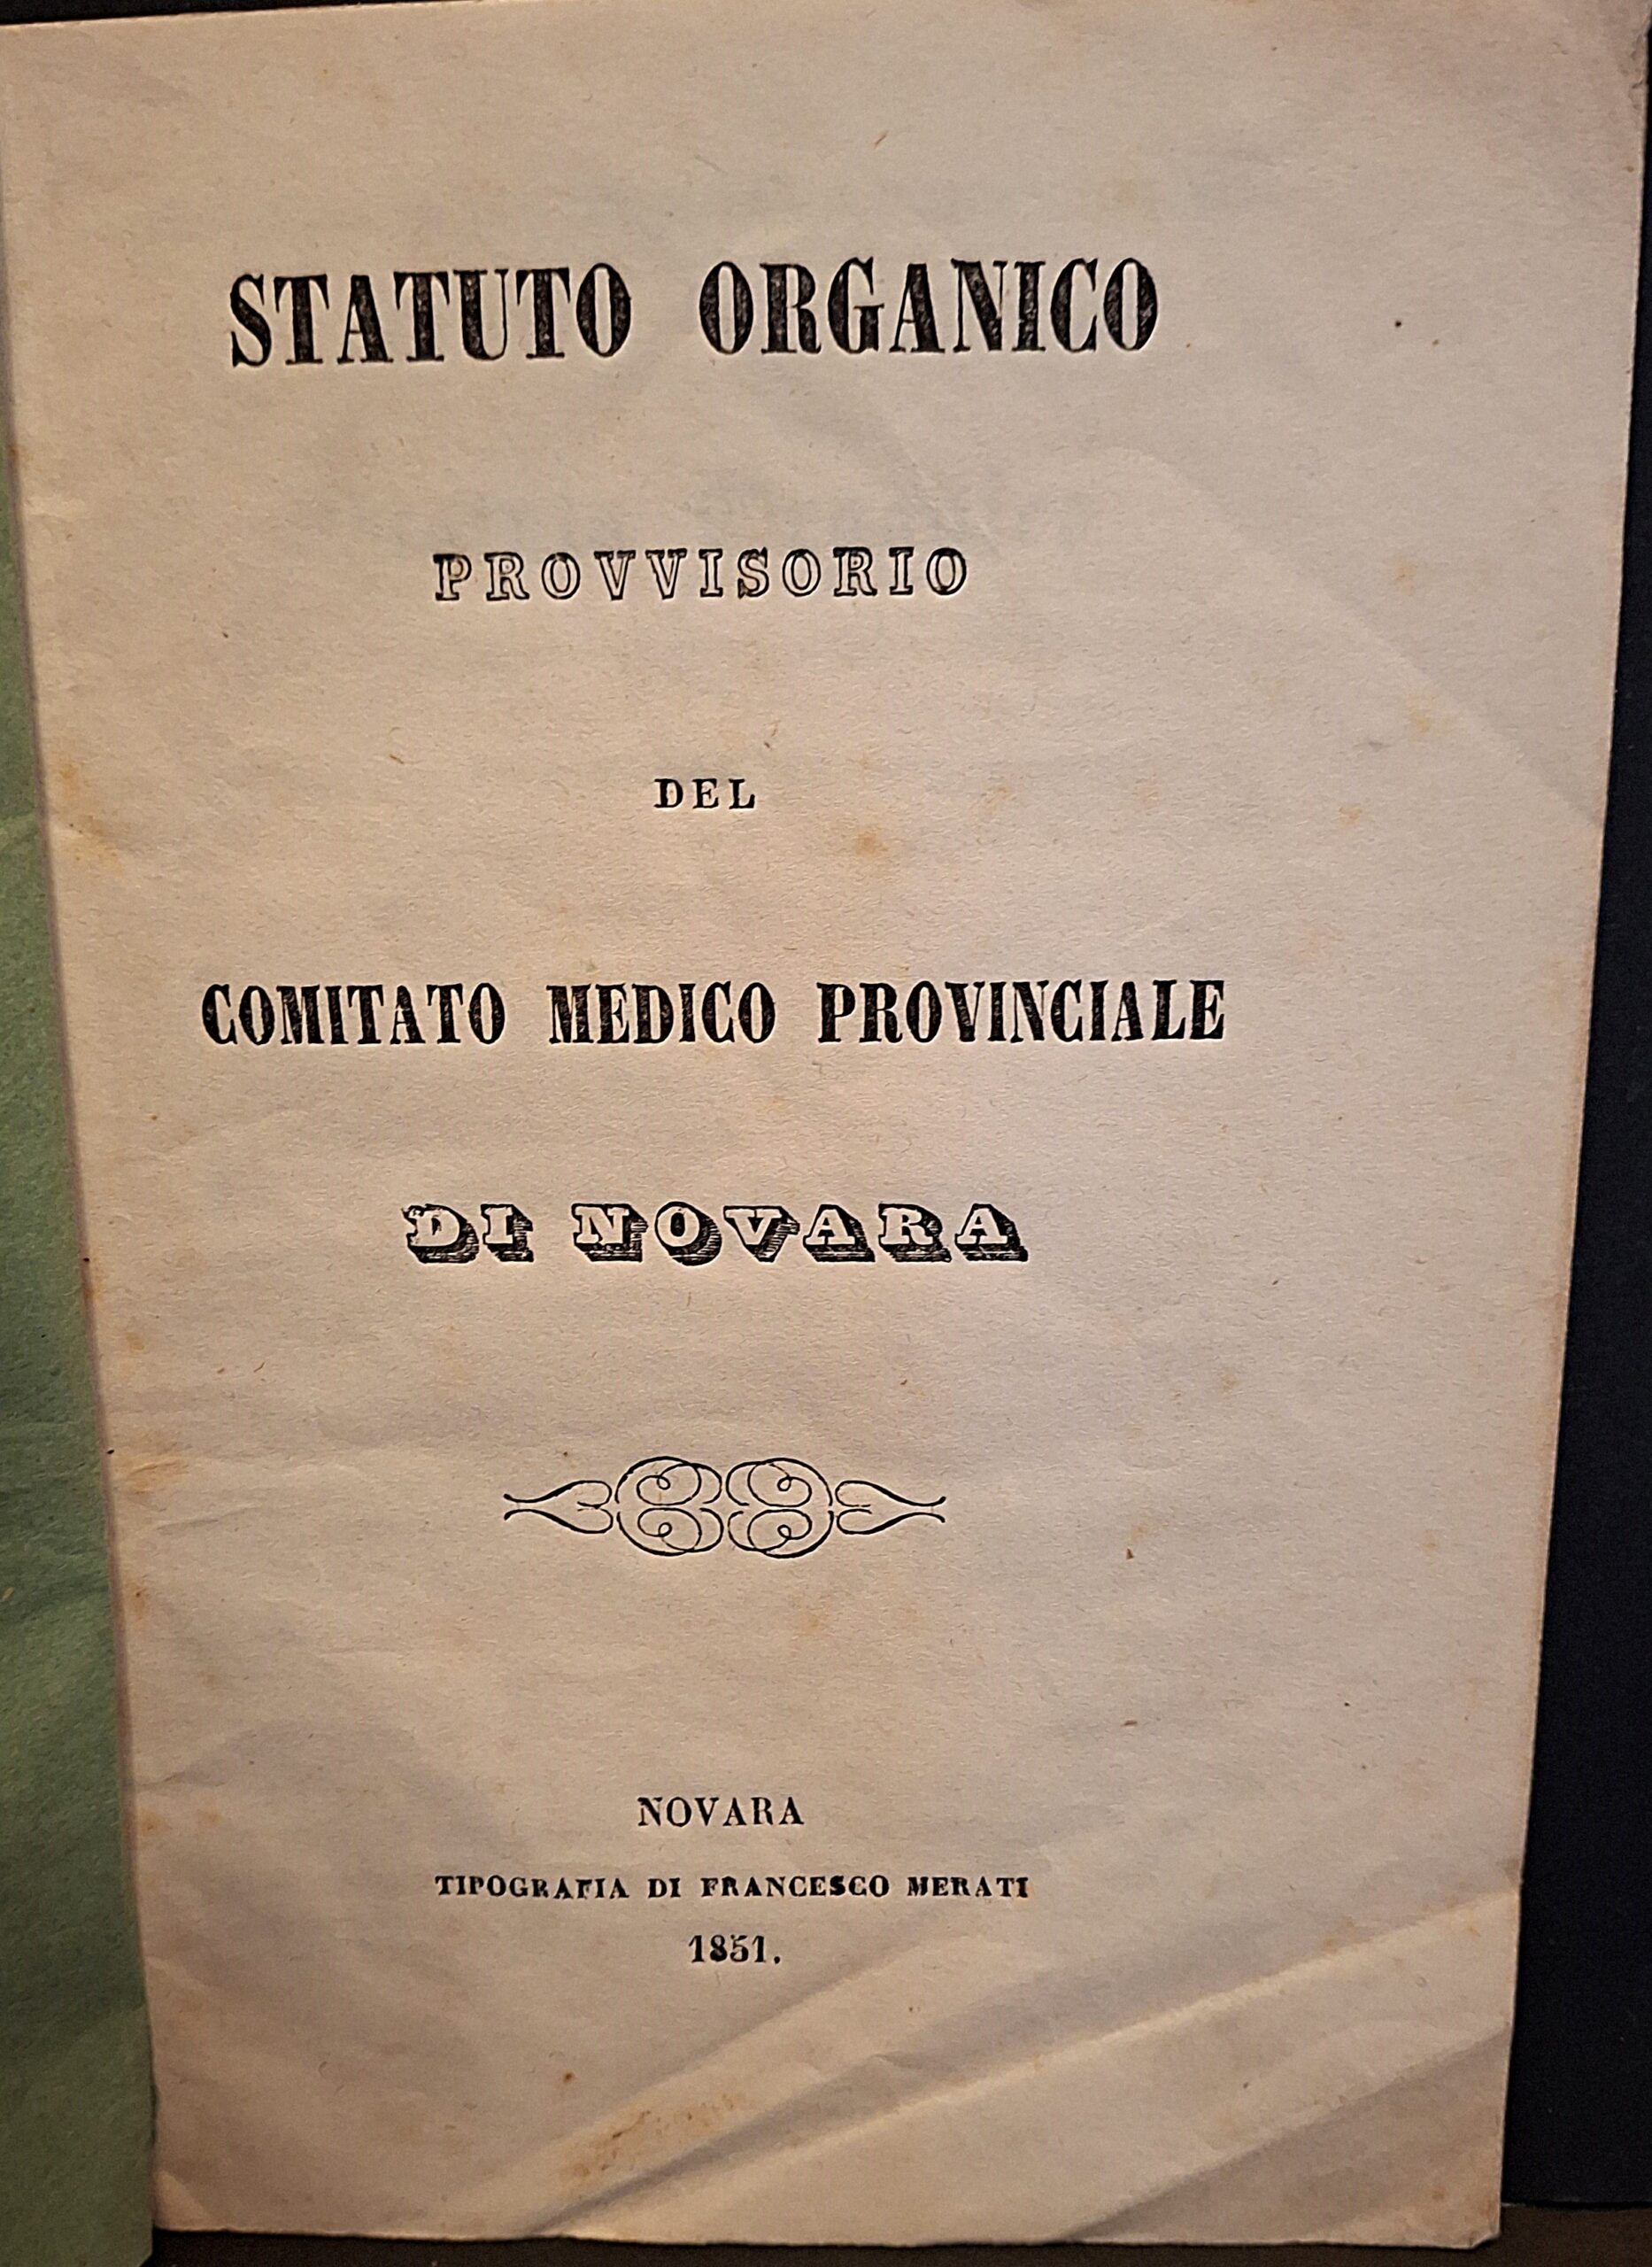 STATUTO ORGANICO
PROVVISORIO
DEL
COMITATO MEDICO PROVINCIALE
DI NOVARA
NOVARA
TIPOGRAFIA DI FRANCESCO MERATI
1851.